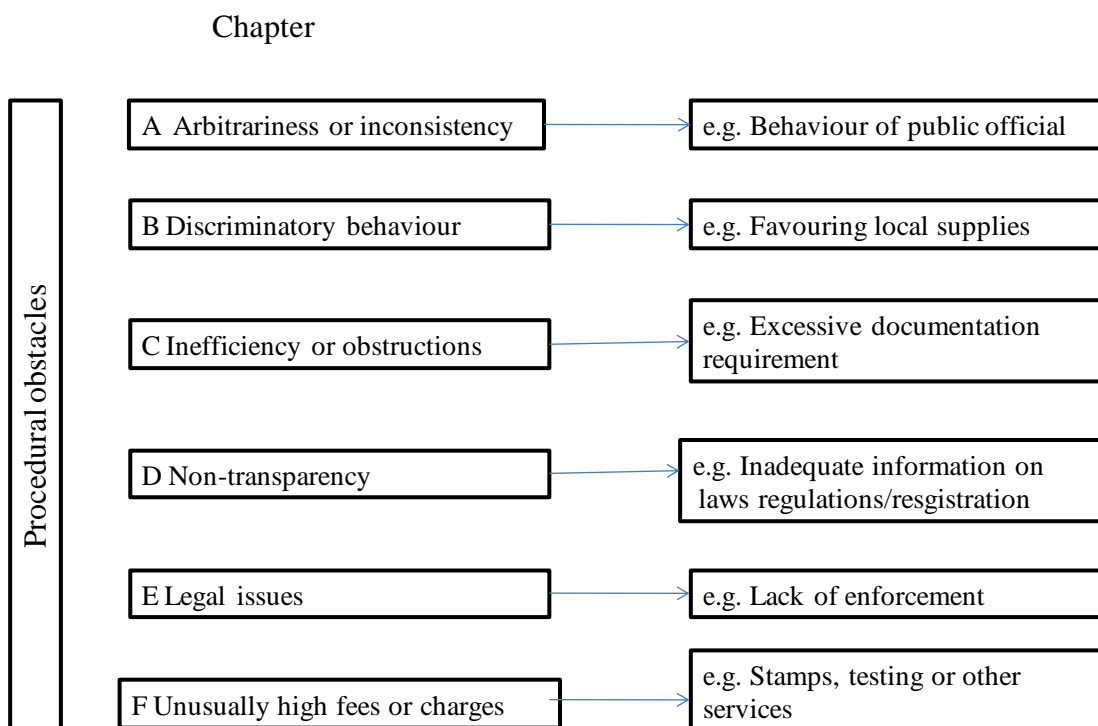 Chapter
Procedural obstacles
A Arbitrariness or inconsistency
e.g. Behaviour of public official
B Discriminatory behaviour
e.g. Favouring local supplies
C Inefficiency or obstructions
e.g. Excessive documentation
requirement
D Non-transparency
e.g. Inadequate information on
laws regulations/resgistration
E Legal issues
e.g. Lack of enforcement
F Unusually high fees or charges
e.g. Stamps, testing or other
services